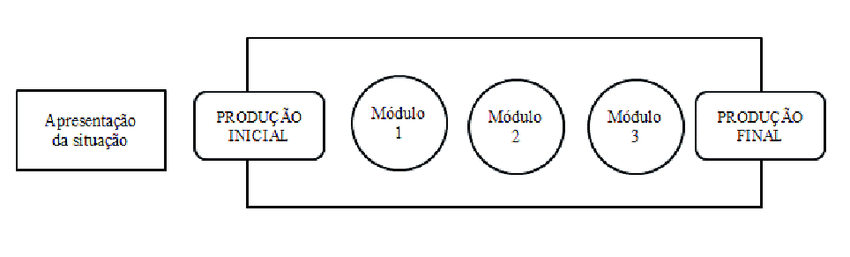 Apresentação
da situação
PRODUÇÃO
INICIAL
Módulo
1
Módulo
2
Módulo
3
PRODUÇÃO
FINAL